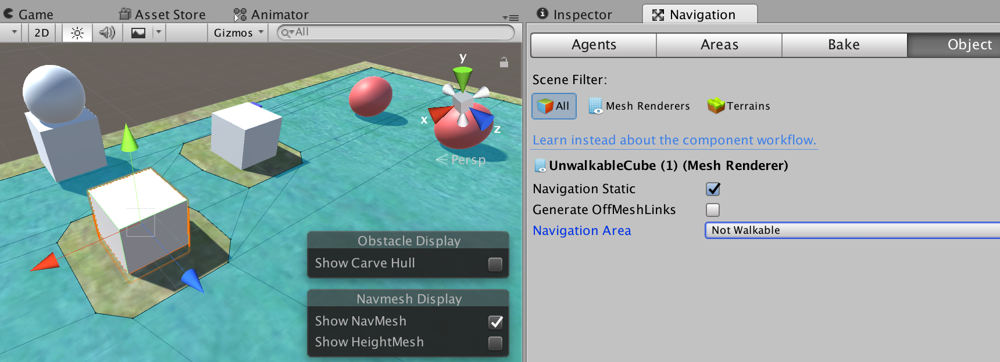 Game
Asset Store
Animator
2D
Gizmos
All
y
x
z
Persp
Obstacle Display
Show Carve Hull
Navmesh Display
Show NavMesh
Show HeightMesh
Inspector
Navigation
Agents
Areas
Bake
Object
Scene Filter:
All
Mesh Renderers
Terrains
Learn instead about the component workflow.
UnwalkableCube (1) (Mesh Renderer)
Navigation Static
Generate OffMeshLinks
Navigation Area
Not Walkable